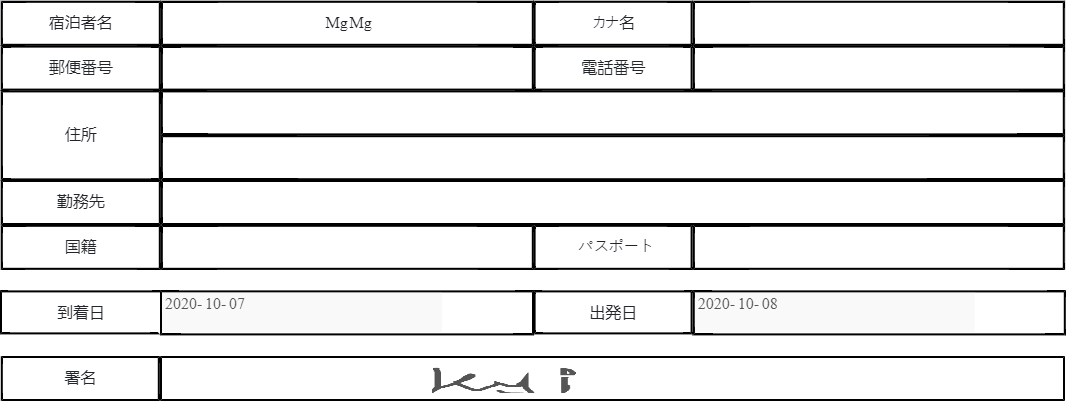 宿泊者名 MgMg カナ名
郵便番号 電話番号
住所
勤務先
国籍 パスポート
到着日 2020-10-07 出発日 2020-10-08
署名